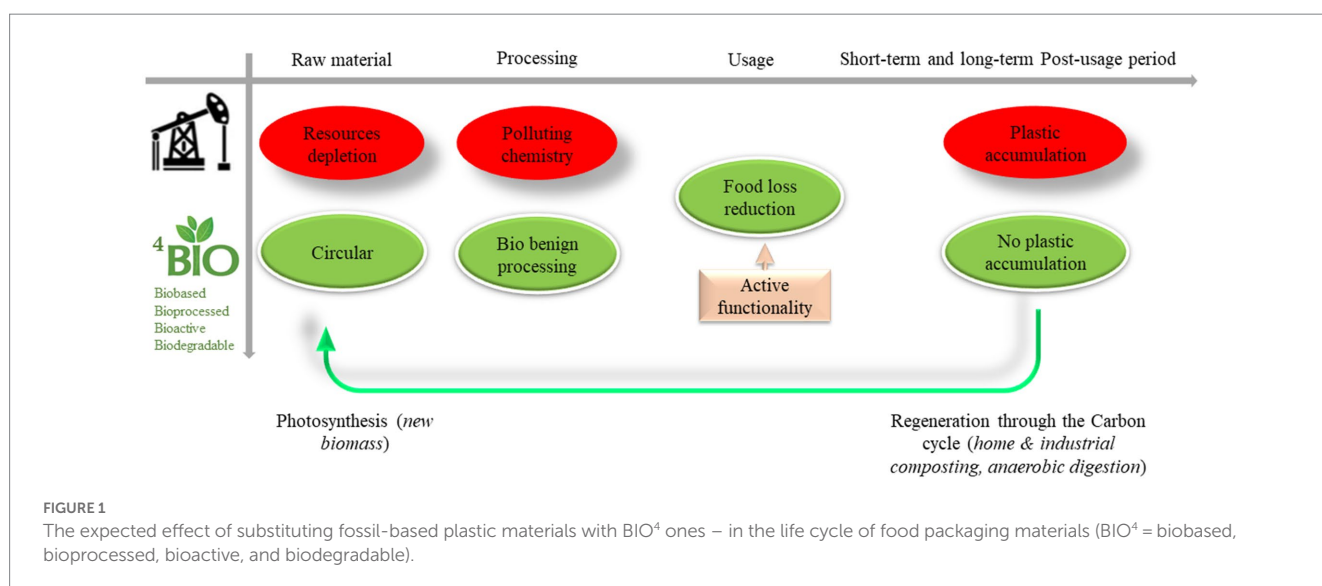 Raw material
Processing
Usage
Short-term and long-term Post-usage period
Resources
depletion
Polluting
chemistry
Plastic
accumulation
Food loss
reduction
4BIO
Biobased
Bioprocessed
Bioactive
Biodegradable
Circular
Bio benign
processing
No plastic
accumulation
Active
functionality
Photosynthesis (new
biomass)
Regeneration through the Carbon
cycle (home & industrial
composting, anaerobic digestion)
FIGURE 1
The expected effect of substituting fossil-based plastic materials with BIO⁴ ones – in the life cycle of food packaging materials (BIO⁴ = biobased,
bioprocessed, bioactive, and biodegradable).